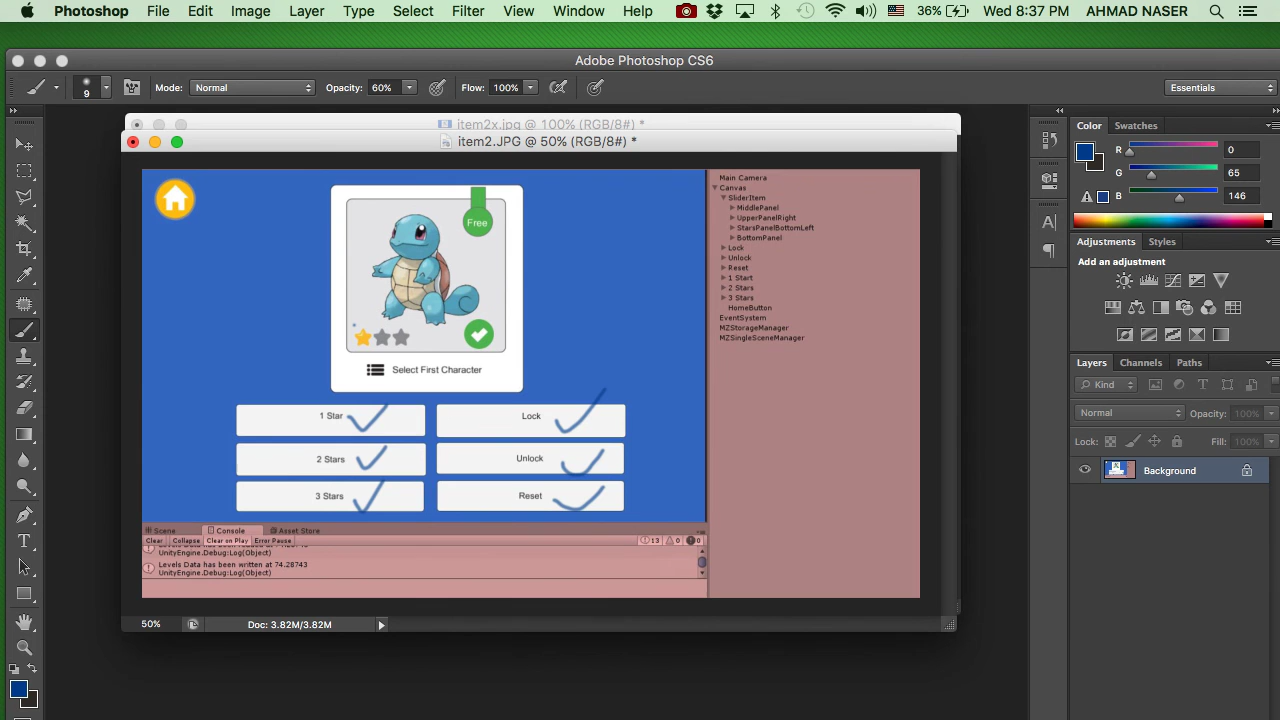 Photoshop File Edit Image Layer Type Select Filter View Window Help 36% Wed 8:37 PM AHMAD NASER
Adobe Photoshop CS6
9 Mode: Normal Opacity: 60% Flow: 100% Essentials
item2x.jpg @ 100% (RGB/8#) *
item2.JPG @ 50% (RGB/8#) *
Free
Select First Character
1 Star Lock
2 Stars Unlock
3 Stars Reset
Main Camera
Canvas
SliderItem
MiddlePanel
UpperPanelRight
StarsPanelBottomLeft
BottomPanel
Lock
Unlock
Reset
1 Start
2 Stars
3 Stars
HomeButton
EventSystem
MZStorageManager
MZSingleSceneManager
Scene Console Asset Store
Clear Collapse Clear on Play Error Pause 13 0 0
UnityEngine.Debug:Log(Object)
Levels Data has been written at 74.28743
UnityEngine.Debug:Log(Object)
50% Doc: 3.82M/3.82M
Color Swatches
R 0
G 65
B 146
Adjustments Styles
Add an adjustment
Layers Channels Paths
Kind
Normal Opacity: 100%
Lock: Fill: 100%
Background